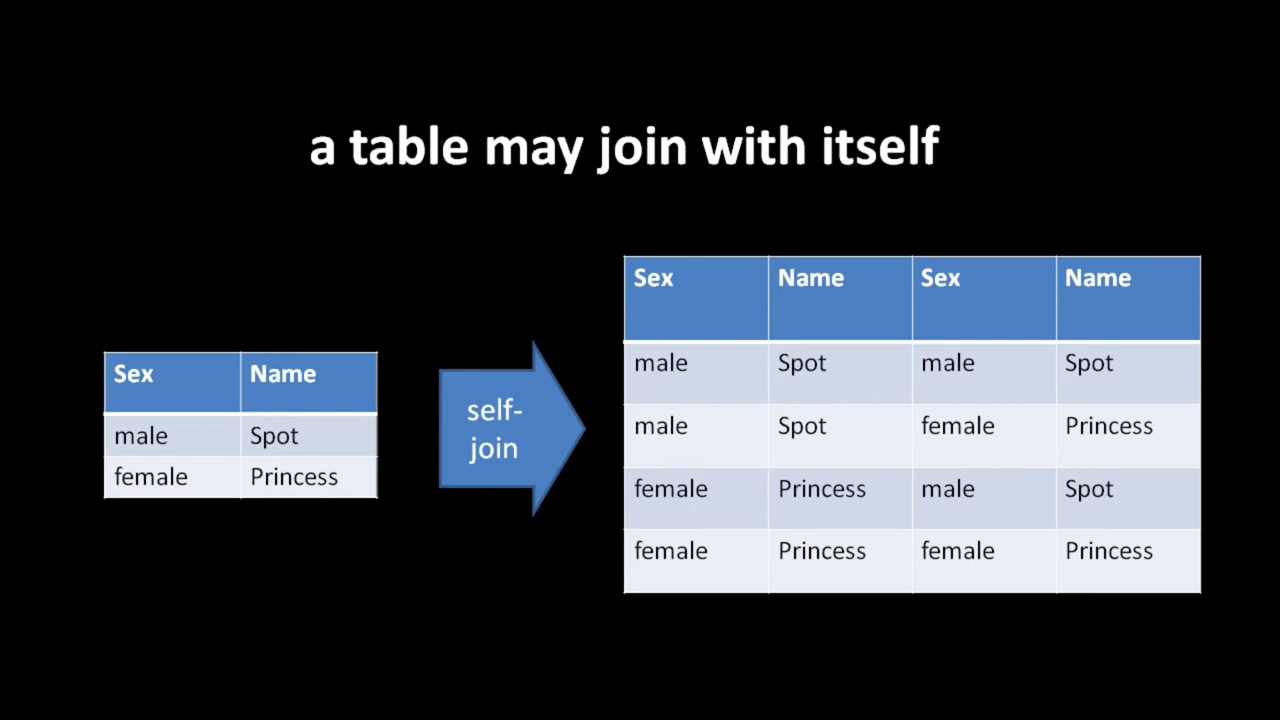 a table may join with itself
Sex Name
male Spot
female Princess
self-
join
Sex Name Sex Name
male Spot male Spot
male Spot female Princess
female Princess male Spot
female Princess female Princess